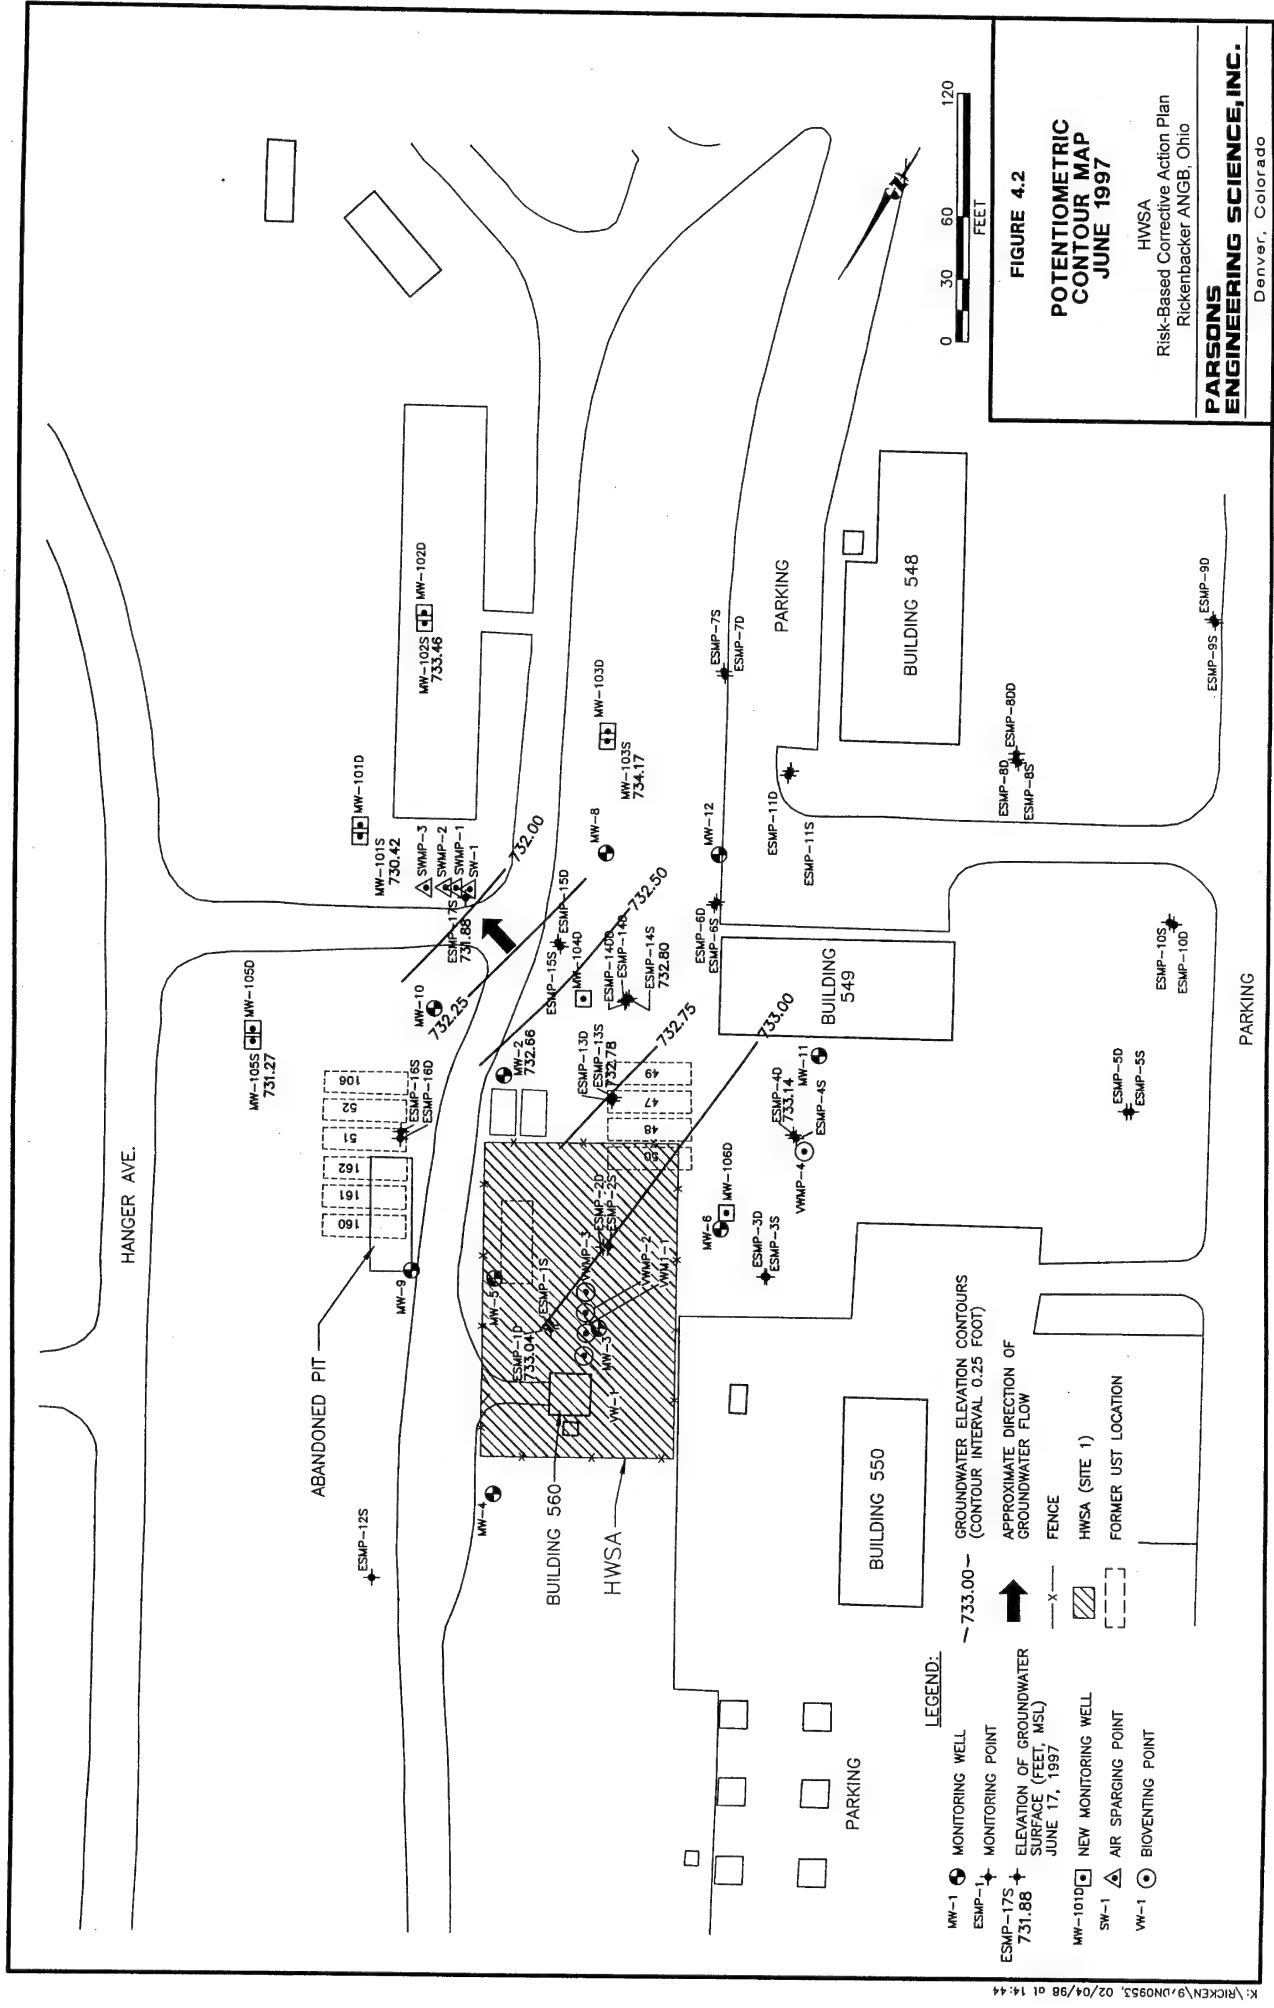 HANGER AVE.
ABANDONED PIT
MW-105S
731.27
MW-105D
MW-101S
730.42
MW-101D
MW-102S
733.46
MW-102D
160
161
162
51
52
106
ESMP-16S
ESMP-16D
MW-9
MW-10
ESMP-12S
SWMP-3
SWMP-2
SWMP-1
SW-1
ESMP-17S
731.88
732.00
732.25
732.50
732.75
733.00
MW-4
MW-5
MW-2
732.66
ESMP-15S
ESMP-15D
MW-104D
ESMP-14DD
ESMP-14D
ESMP-14S
732.80
MW-8
MW-103S
734.17
MW-103D
ESMP-1D
733.04
ESMP-1S
VWMP-3
ESMP-2D
ESMP-2S
VWMP-2
VWM1-1
MW-3
VW-1
ESMP-13D
ESMP-13S
732.78
50
48
47
49
BUILDING 560
HWSA
MW-6
MW-106D
ESMP-3D
ESMP-3S
ESMP-4D
733.14
ESMP-4S
VWMP-4
MW-11
ESMP-6D
ESMP-6S
MW-12
ESMP-7S
ESMP-7D
PARKING
ESMP-11D
ESMP-11S
BUILDING
549
BUILDING 548
BUILDING 550
ESMP-8D
ESMP-8S
ESMP-8DD
ESMP-9S
ESMP-9D
ESMP-10S
ESMP-10D
ESMP-5D
ESMP-5S
PARKING
PARKING
LEGEND:
MW-1 MONITORING WELL
ESMP-1 MONITORING POINT
ESMP-17S
731.88
ELEVATION OF GROUNDWATER
SURFACE (FEET, MSL)
JUNE 17, 1997
MW-101D NEW MONITORING WELL
SW-1 AIR SPARGING POINT
VW-1 BIOVENTING POINT
733.00 GROUNDWATER ELEVATION CONTOURS
(CONTOUR INTERVAL 0.25 FOOT)
APPROXIMATE DIRECTION OF
GROUNDWATER FLOW
x FENCE
HWSA (SITE 1)
FORMER UST LOCATION
0 30 60 120
FEET
FIGURE 4.2
POTENTIOMETRIC
CONTOUR MAP
JUNE 1997
HWSA
Risk-Based Corrective Action Plan
Rickenbacker ANGB, Ohio
PARSONS
ENGINEERING SCIENCE, INC.
Denver, Colorado
02/04/98 at 14:44